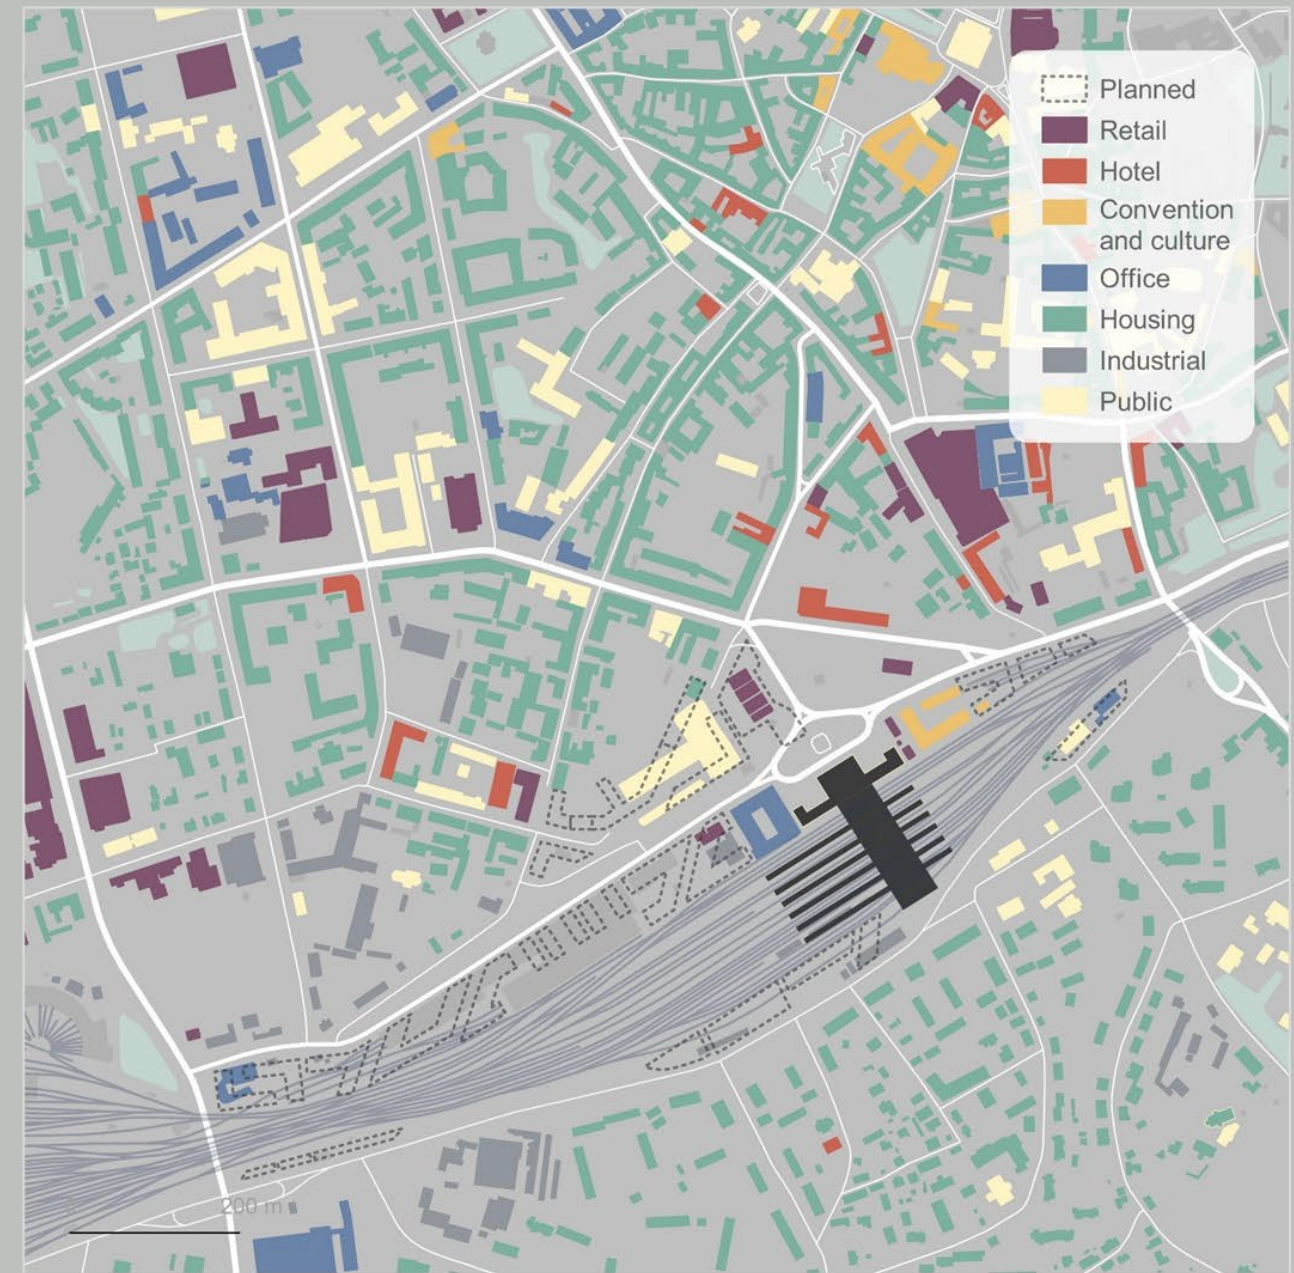 Planned
Retail
Hotel
Convention
and culture
Office
Housing
Industrial
Public
200 m